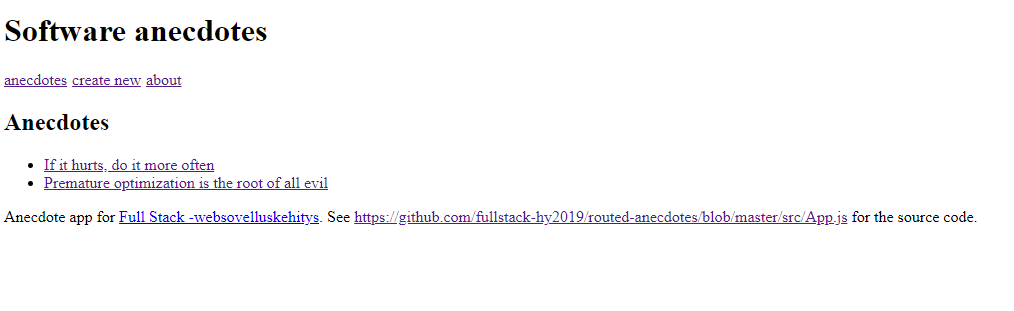 Software anecdotes
anecdotes create new about
Anecdotes
If it hurts, do it more often
Premature optimization is the root of all evil
Anecdote app for Full Stack -websovelluskehitys. See https://github.com/fullstack-hy2019/routed-anecdotes/blob/master/src/App.js for the source code.